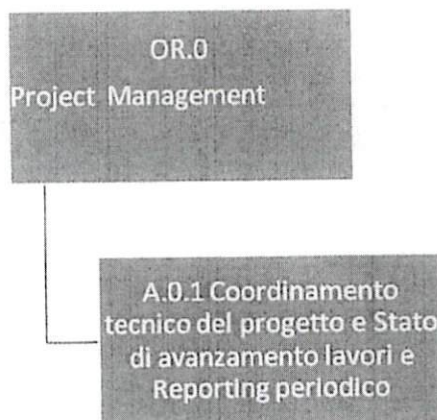 OR.0
Project Management
A.0.1 Coordinamento
tecnico del progetto e Stato
di avanzamento lavori e
Reporting periodico